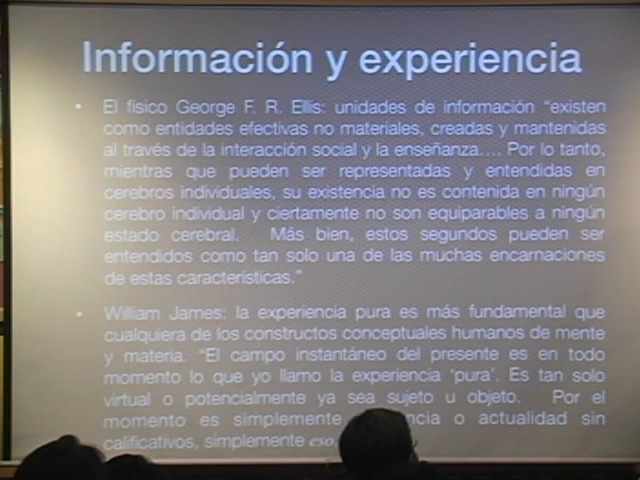 Información y experiencia
• El físico George F. R. Ellis: unidades de información “existen
como entidades efectivas no materiales, creadas y mantenidas
al través de la interacción social y la enseñanza.... Por lo tanto,
mientras que pueden ser representadas y entendidas en
cerebros individuales, su existencia no es contenida en ningún
cerebro individual y ciertamente no son equiparables a ningún
estado cerebral. Más bien, estos segundos pueden ser
entendidos como tan solo una de las muchas encarnaciones
de estas características.”
• William James: la experiencia pura es más fundamental que
cualquiera de los constructos conceptuales humanos de mente
y materia. “El campo instantáneo del presente es en todo
momento lo que yo llamo la experiencia ‘pura’. Es tan solo
virtual o potencialmente ya sea sujeto u objeto. Por el
momento es simplemente ncia o actualidad sin
calificativos, simplemente eso